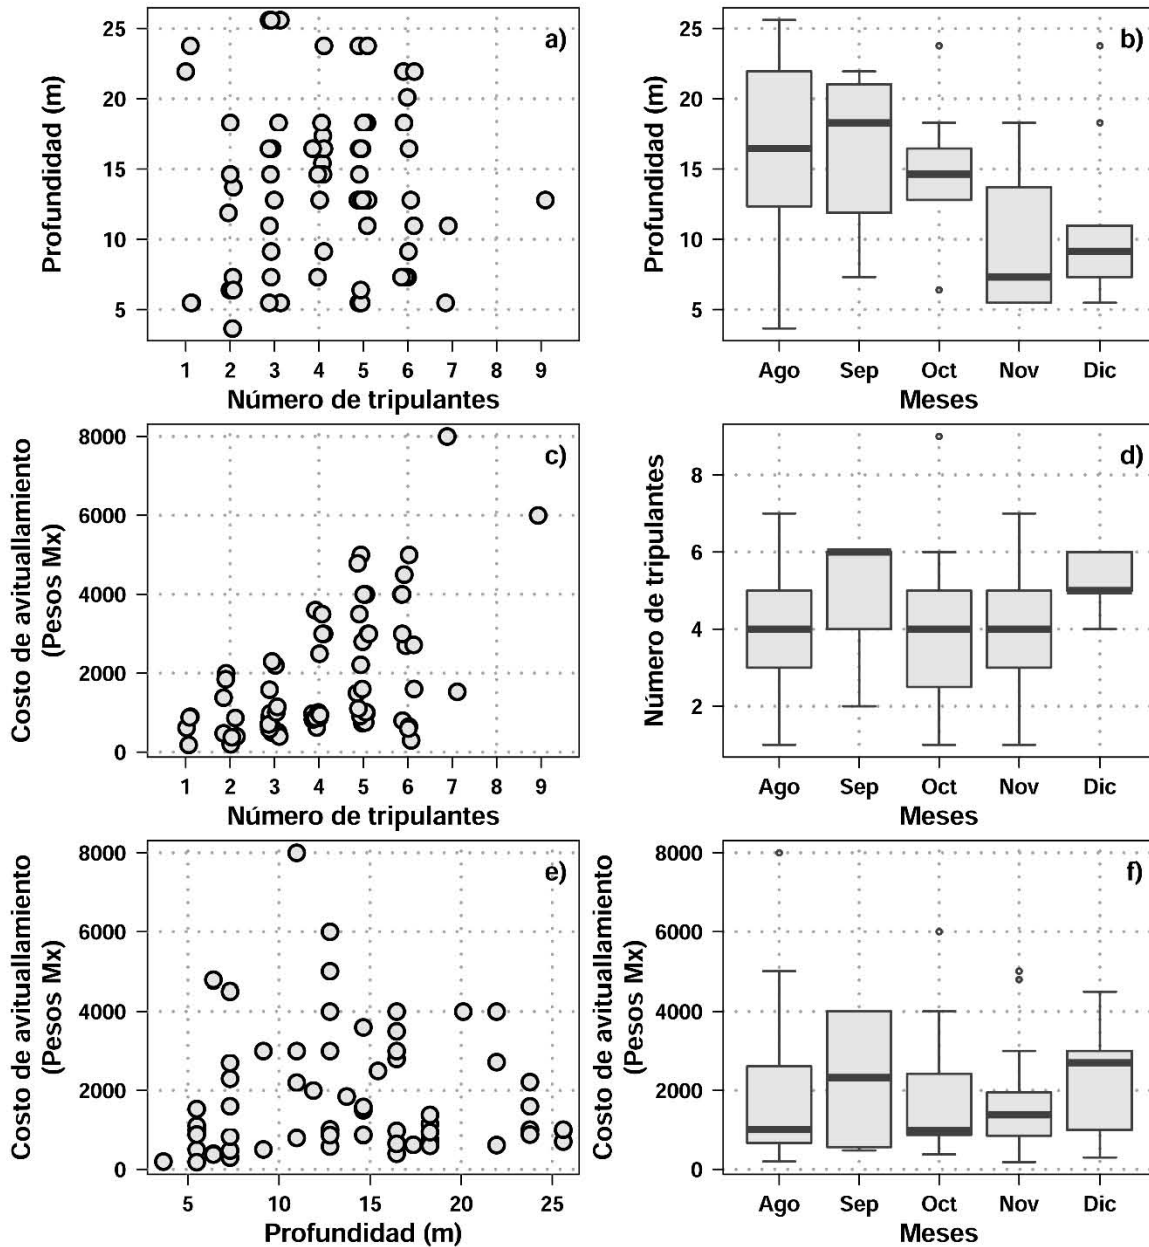 a)
Profundidad (m)
25
20
15
10
5
1 2 3 4 5 6 7 8 9
Número de tripulantes
b)
Profundidad (m)
25
20
15
10
5
Ago Sep Oct Nov Dic
Meses
c)
Costo de avituallamiento
(Pesos Mx)
8000
6000
4000
2000
0
1 2 3 4 5 6 7 8 9
Número de tripulantes
d)
Número de tripulantes
8
6
4
2
Ago Sep Oct Nov Dic
Meses
e)
Costo de avituallamiento
(Pesos Mx)
8000
6000
4000
2000
0
5 10 15 20 25
Profundidad (m)
f)
Costo de avituallamiento
(Pesos Mx)
8000
6000
4000
2000
0
Ago Sep Oct Nov Dic
Meses